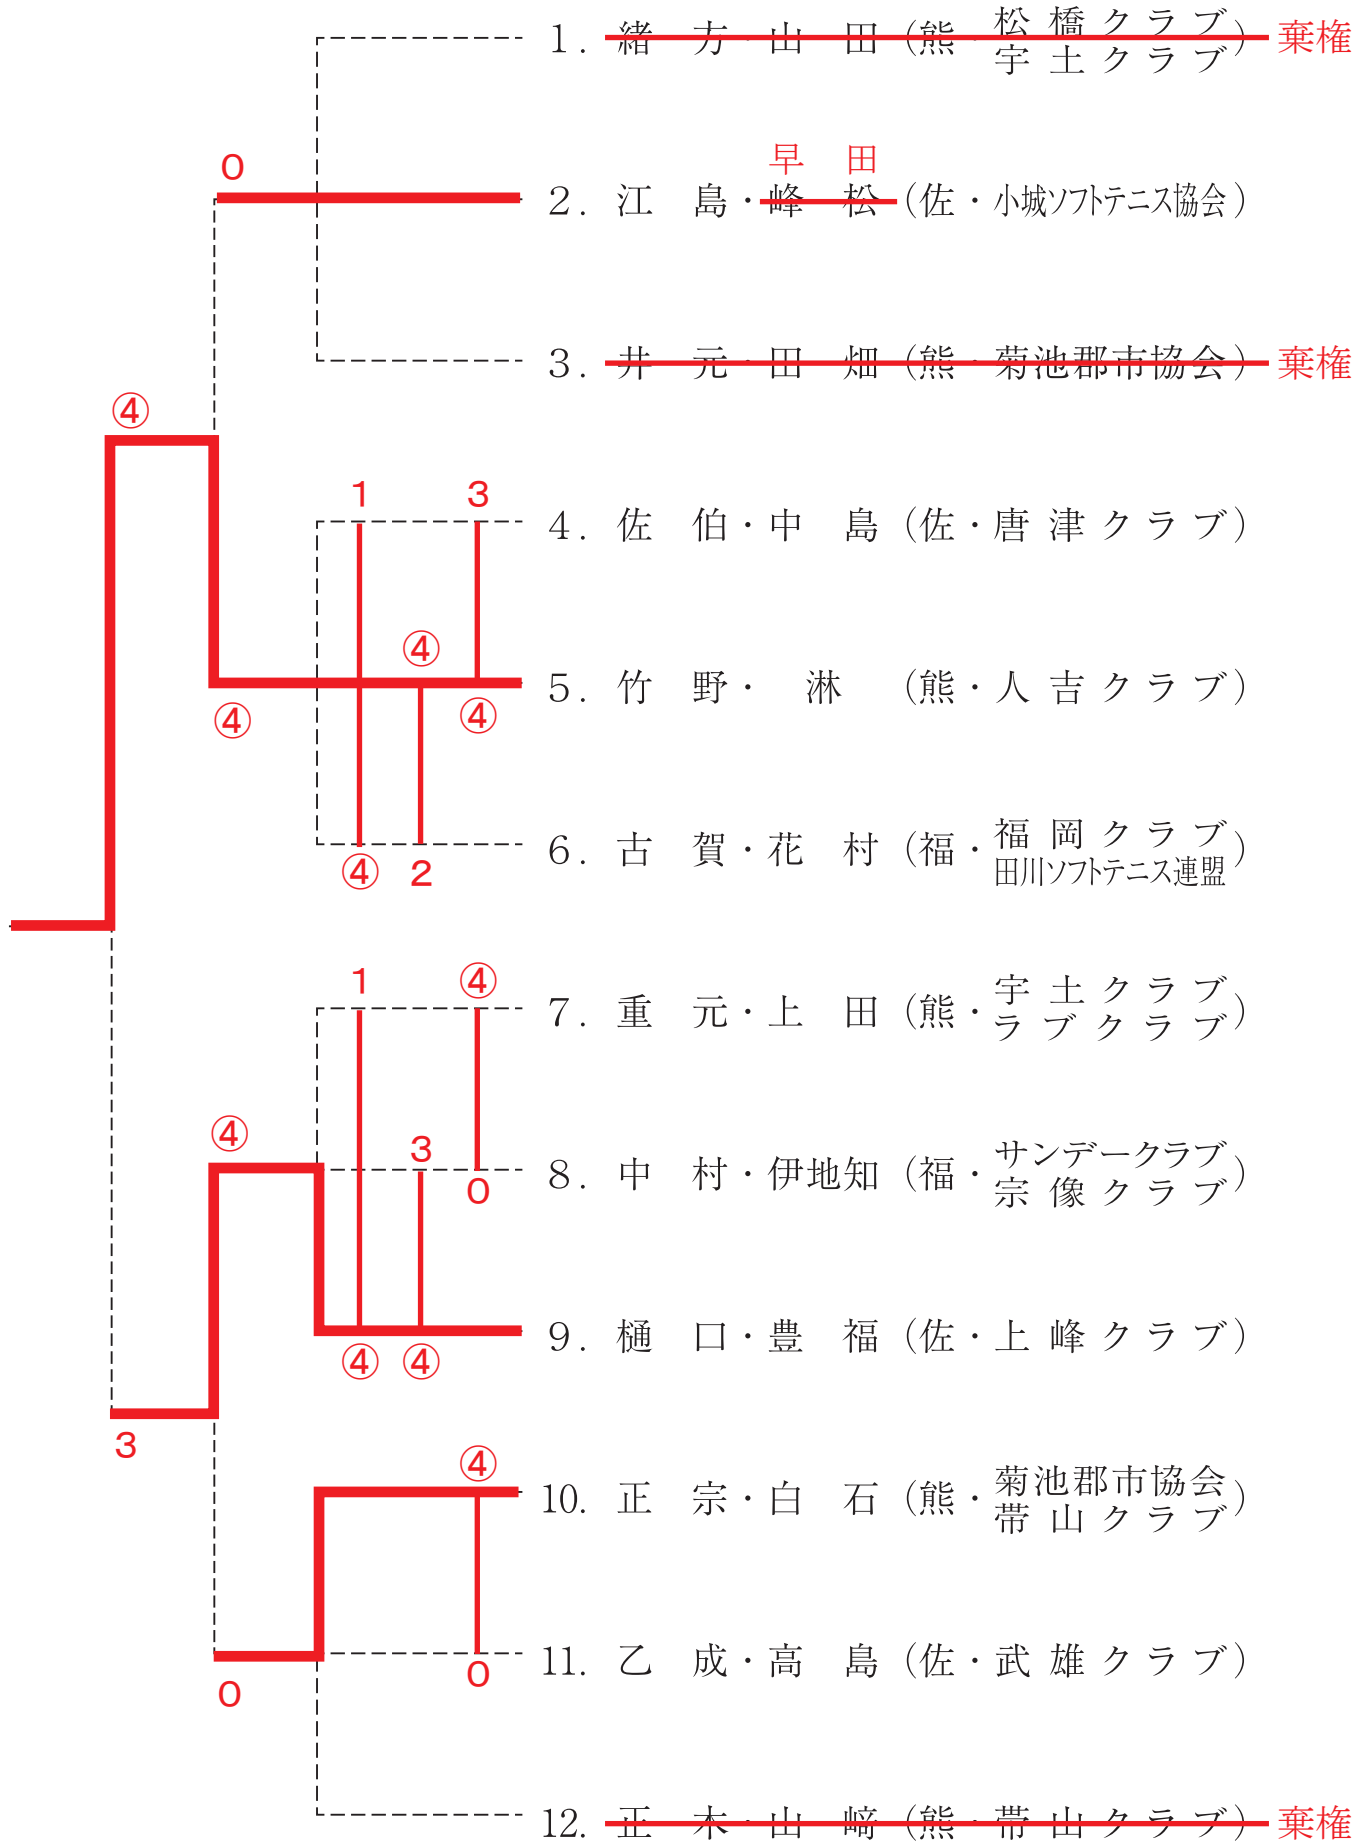 1. 緒方・山田（熊・松橋クラブ 宇土クラブ） 棄権
0
早田
2. 江島・峰松（佐・小城ソフトテニス協会）
3. 井元・田畑（熊・菊池郡市協会） 棄権
④
1 3
4. 佐伯・中島（佐・唐津クラブ）
④
5. 竹野・淋（熊・人吉クラブ）
④ ④
6. 古賀・花村（福・福岡クラブ 田川ソフトテニス連盟）
④ 2
1 ④
7. 重元・上田（熊・宇土クラブ ラブクラブ）
④ 3
8. 中村・伊地知（福・サンデークラブ 宗像クラブ）
0
9. 樋口・豊福（佐・上峰クラブ）
④ ④
3 ④
10. 正宗・白石（熊・菊池郡市協会 帯山クラブ）
11. 乙成・高島（佐・武雄クラブ）
0 0
12. 正木・山﨑（熊・帯山クラブ） 棄権